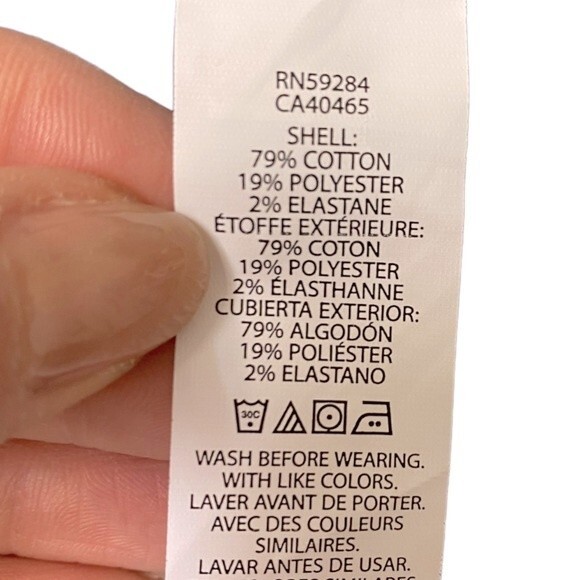 RN59284
CA40465
SHELL:
79% COTTON
19% POLYESTER
2% ELASTANE
ÉTOFFE EXTÉRIEURE:
79% COTON
19% POLYESTER
2% ÉLASTHANNE
CUBIERTA EXTERIOR:
79% ALGODÓN
19% POLIÉSTER
2% ELASTANO
30C
WASH BEFORE WEARING.
WITH LIKE COLORS.
LAVER AVANT DE PORTER.
AVEC DES COULEURS
SIMILAIRES.
LAVAR ANTES DE USAR.